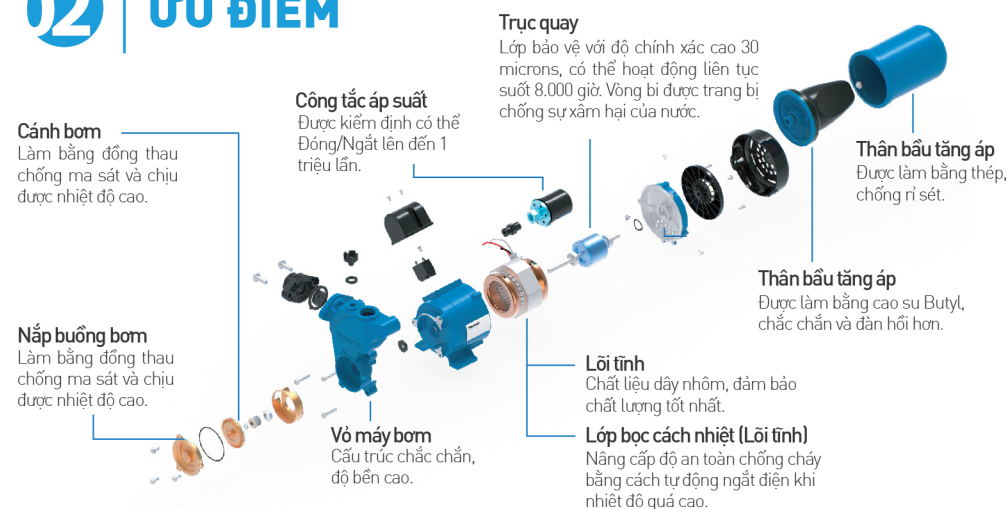 02
ƯU ĐIỂM
Trục quay
Lớp bảo vệ với độ chính xác cao 30
microns, có thể hoạt động liên tục
suốt 8.000 giờ. Vòng bi được trang bị
chống sự xâm hại của nước.
Công tắc áp suất
Được kiểm định có thể
Đóng/Ngắt lên đến 1
triệu lần.
Cánh bơm
Làm bằng đồng thau
chống ma sát và chịu
được nhiệt độ cao.
Thân bầu tăng áp
Được làm bằng thép,
chống rỉ sét.
Thân bầu tăng áp
Được làm bằng cao su Butyl,
chắc chắn và đàn hồi hơn.
Nắp buồng bơm
Làm bằng đồng thau
chống ma sát và chịu
được nhiệt độ cao.
Lõi tĩnh
Chất liệu dây nhôm, đảm bảo
chất lượng tốt nhất.
Vỏ máy bơm
Cấu trúc chắc chắn,
độ bền cao.
Lớp bọc cách nhiệt (Lõi tĩnh)
Nâng cấp độ an toàn chống cháy
bằng cách tự động ngắt điện khi
nhiệt độ quá cao.